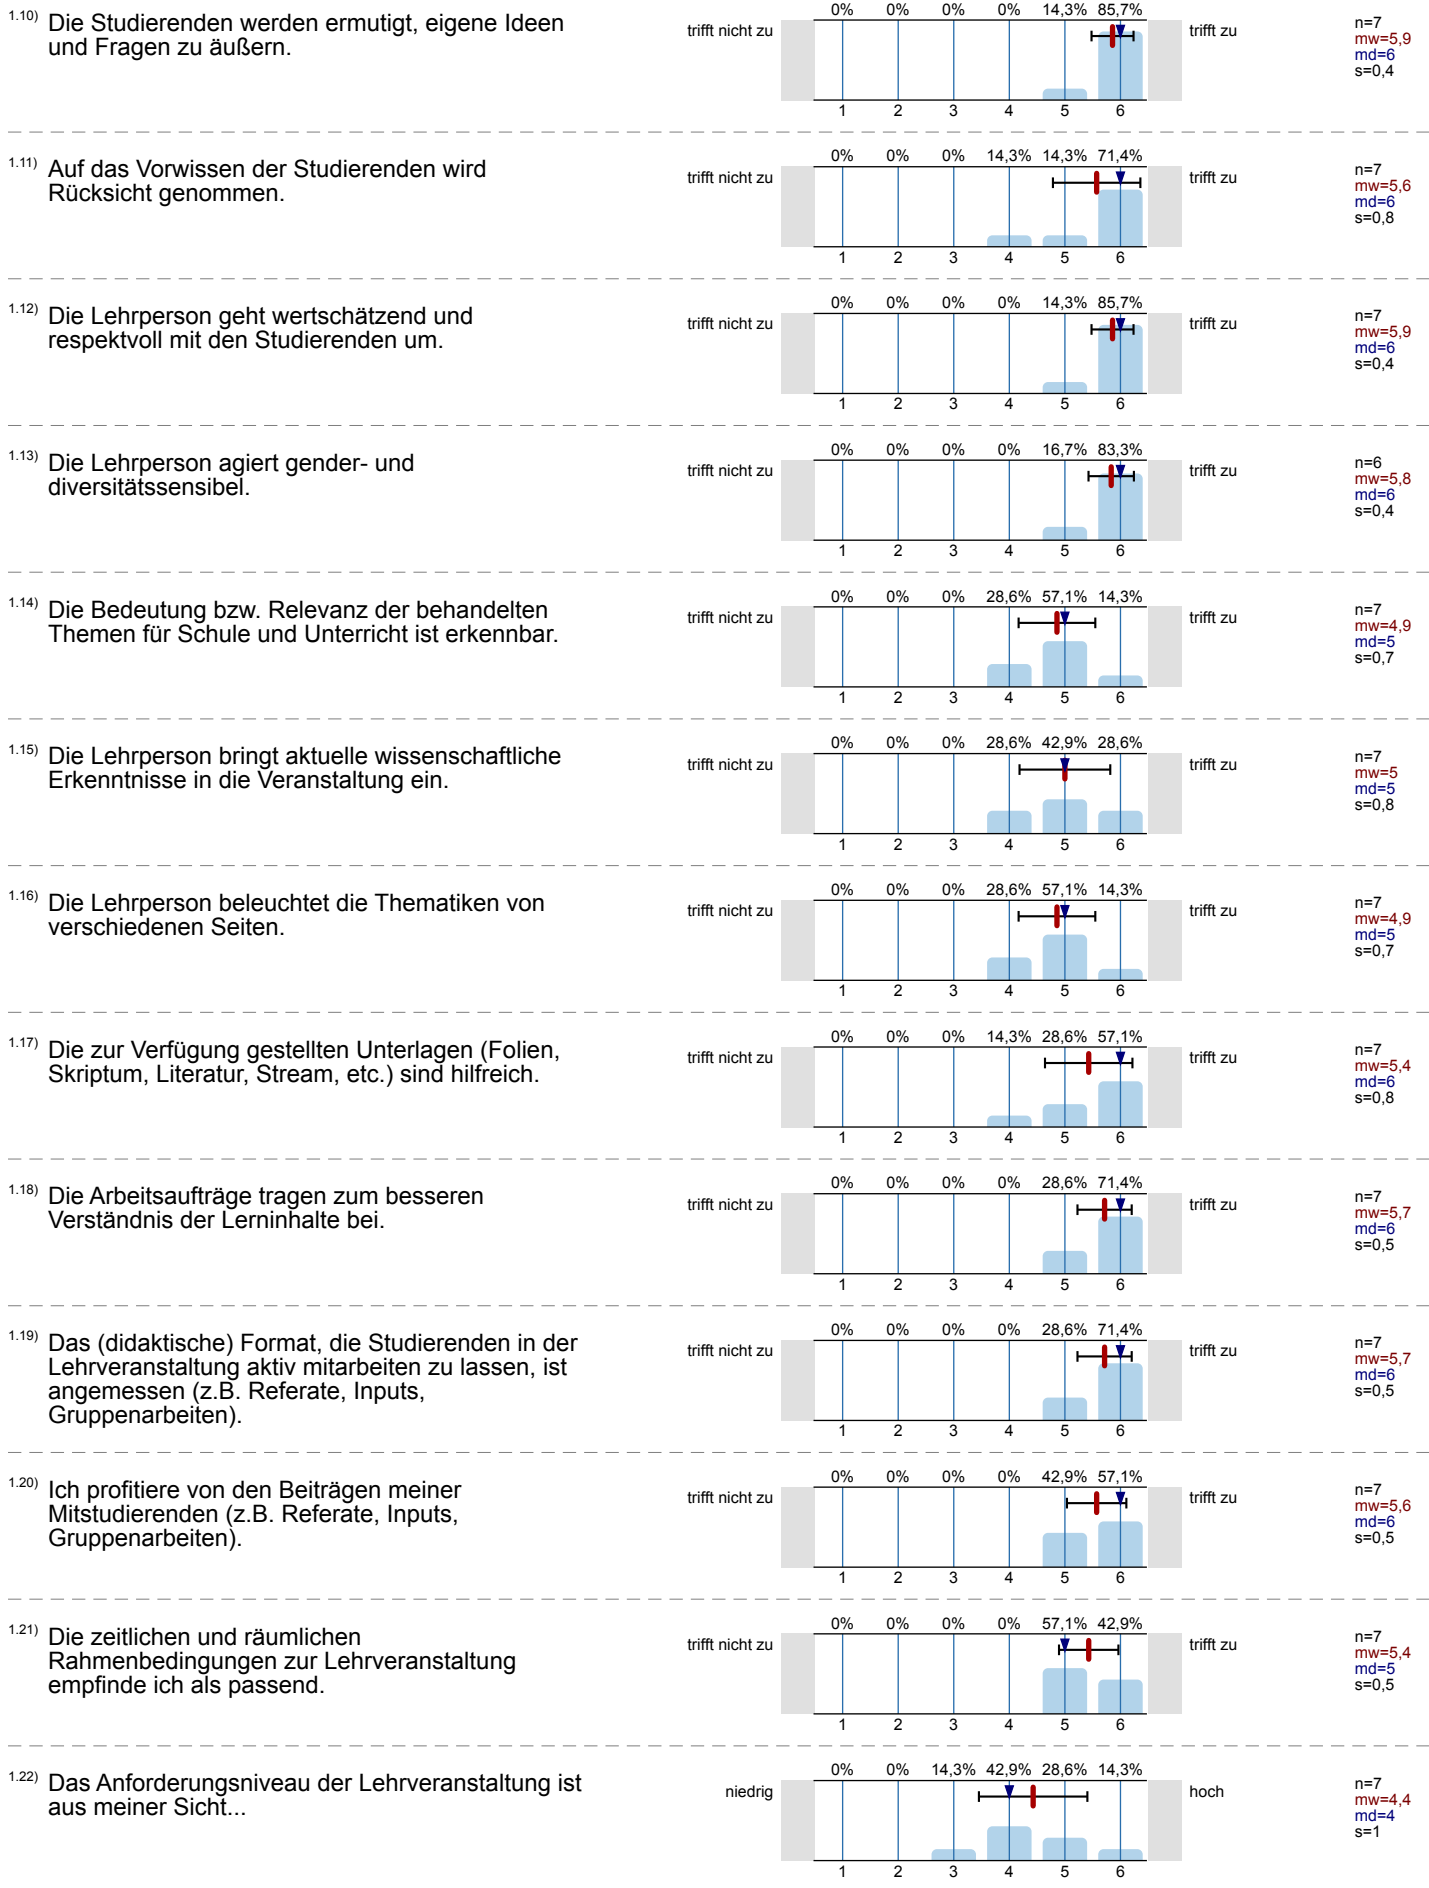 1.10) Die Studierenden werden ermutigt, eigene Ideen
und Fragen zu äußern.
trifft nicht zu
0% 0% 0% 0% 14,3% 85,7%
1 2 3 4 5 6
trifft zu
n=7
mw=5,9
md=6
s=0,4
1.11) Auf das Vorwissen der Studierenden wird
Rücksicht genommen.
trifft nicht zu
0% 0% 0% 14,3% 14,3% 71,4%
1 2 3 4 5 6
trifft zu
n=7
mw=5,6
md=6
s=0,8
1.12) Die Lehrperson geht wertschätzend und
respektvoll mit den Studierenden um.
trifft nicht zu
0% 0% 0% 0% 14,3% 85,7%
1 2 3 4 5 6
trifft zu
n=7
mw=5,9
md=6
s=0,4
1.13) Die Lehrperson agiert gender- und
diversitätssensibel.
trifft nicht zu
0% 0% 0% 0% 16,7% 83,3%
1 2 3 4 5 6
trifft zu
n=6
mw=5,8
md=6
s=0,4
1.14) Die Bedeutung bzw. Relevanz der behandelten
Themen für Schule und Unterricht ist erkennbar.
trifft nicht zu
0% 0% 0% 28,6% 57,1% 14,3%
1 2 3 4 5 6
trifft zu
n=7
mw=4,9
md=5
s=0,7
1.15) Die Lehrperson bringt aktuelle wissenschaftliche
Erkenntnisse in die Veranstaltung ein.
trifft nicht zu
0% 0% 0% 28,6% 42,9% 28,6%
1 2 3 4 5 6
trifft zu
n=7
mw=5
md=5
s=0,8
1.16) Die Lehrperson beleuchtet die Thematiken von
verschiedenen Seiten.
trifft nicht zu
0% 0% 0% 28,6% 57,1% 14,3%
1 2 3 4 5 6
trifft zu
n=7
mw=4,9
md=5
s=0,7
1.17) Die zur Verfügung gestellten Unterlagen (Folien,
Skriptum, Literatur, Stream, etc.) sind hilfreich.
trifft nicht zu
0% 0% 0% 14,3% 28,6% 57,1%
1 2 3 4 5 6
trifft zu
n=7
mw=5,4
md=6
s=0,8
1.18) Die Arbeitsaufträge tragen zum besseren
Verständnis der Lerninhalte bei.
trifft nicht zu
0% 0% 0% 0% 28,6% 71,4%
1 2 3 4 5 6
trifft zu
n=7
mw=5,7
md=6
s=0,5
1.19) Das (didaktische) Format, die Studierenden in der
Lehrveranstaltung aktiv mitarbeiten zu lassen, ist
angemessen (z.B. Referate, Inputs,
Gruppenarbeiten).
trifft nicht zu
0% 0% 0% 0% 28,6% 71,4%
1 2 3 4 5 6
trifft zu
n=7
mw=5,7
md=6
s=0,5
1.20) Ich profitiere von den Beiträgen meiner
Mitstudierenden (z.B. Referate, Inputs,
Gruppenarbeiten).
trifft nicht zu
0% 0% 0% 0% 42,9% 57,1%
1 2 3 4 5 6
trifft zu
n=7
mw=5,6
md=6
s=0,5
1.21) Die zeitlichen und räumlichen
Rahmenbedingungen zur Lehrveranstaltung
empfinde ich als passend.
trifft nicht zu
0% 0% 0% 0% 57,1% 42,9%
1 2 3 4 5 6
trifft zu
n=7
mw=5,4
md=5
s=0,5
1.22) Das Anforderungsniveau der Lehrveranstaltung ist
aus meiner Sicht...
niedrig
0% 0% 14,3% 42,9% 28,6% 14,3%
1 2 3 4 5 6
hoch
n=7
mw=4,4
md=4
s=1